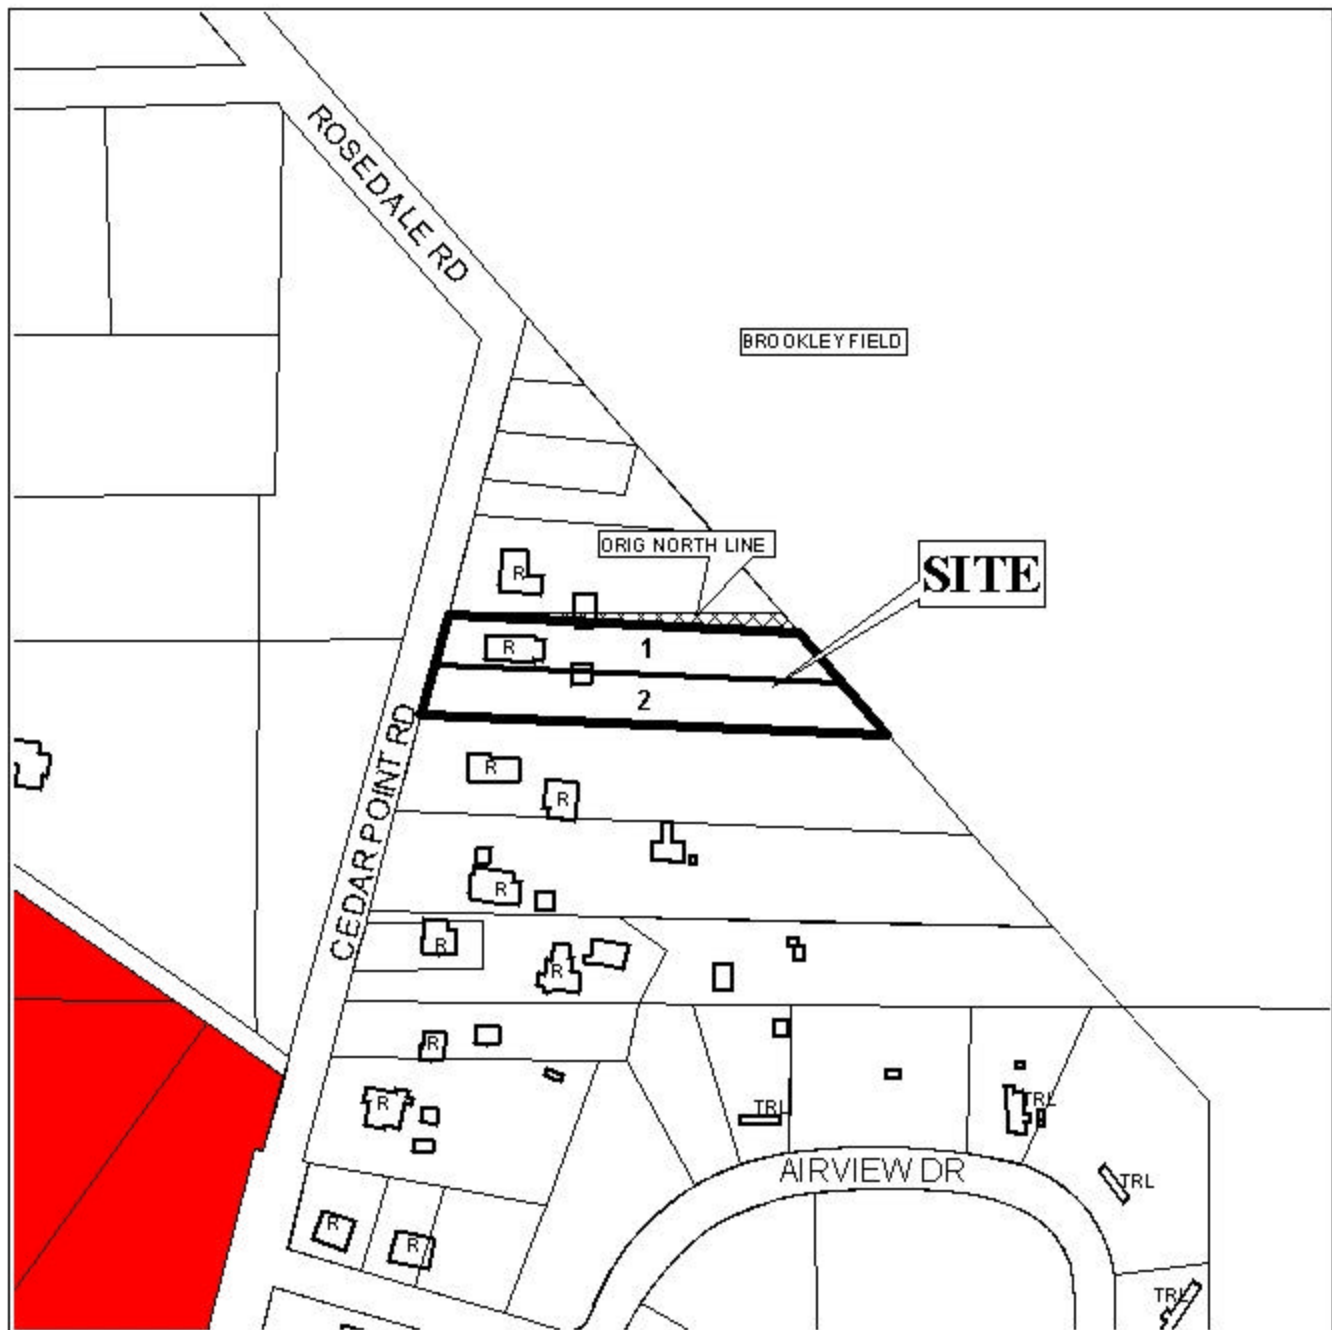 ROSEDALE RD
BROOKLEY FIELD
ORIG NORTH LINE
SITE
R
1
R
2
CEDAR POINT RD
R
R
R
R
R
R
R
TRL
TRL
AIRVIEW DR
TRL
R
R
TRL